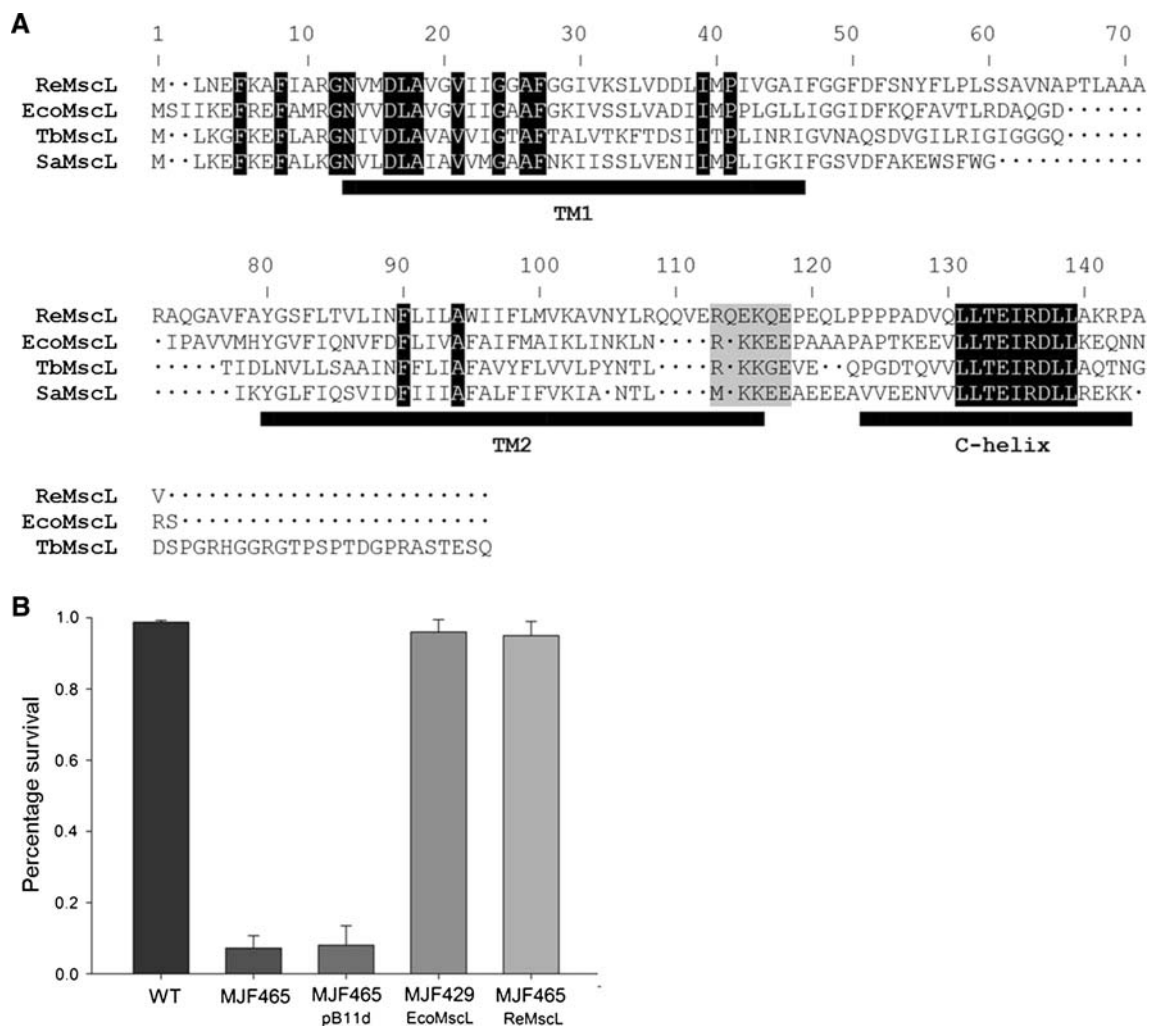 A
1 10 20 30 40 50 60 70
ReMscL M··LNEFKAFIARGNVMDLAVGVIIGGAFGGIVKSLVDDLIMPIVGAIFGGFDFSNYFLPLSSAVNAPTLAAA
EcoMscL MSIIKEFREFAMRGNVVDLAVGVIIGAAFGKIVSSLVADIIMPPLGLLIGGIDFKQFAVTLRDAQGD······
TbMscL M··LKGFKEFLARGNIVDLAVAVVIGTAFTALVTKFTDSIITPLINRIGVNAQSDVGILRIGIGGGQ······
SaMscL M··LKEFKEFALKGNVLDLAIAVVMGAAFNKIISSLVENIIMPLIGKIFGSVDFAKEWSFWG···········
TM1
80 90 100 110 120 130 140
ReMscL RAQGAVFAYGSFLTVLINFLILAWIIFLMVKAVNYLRQQVERQEKQEPEQLPPPPADVQLLTEIRDLLAKRPA
EcoMscL ·IPAVVMHYGVFIQNVFDFLIVAFAIFMAIKLINKLN····R·KKEEPAAAPAPTKEEVLLTEIRDLLKEQNN
TbMscL ·····TIDLNVLLSAAINFFLIAFAVYFLVVLPYNTL····R·KKGEVE··QPGDTQVVLLTEIRDLLAQTNG
SaMscL ······IKYGLFIQSVIDFIIIAFALFIFVKIA·NTL····M·KKEEAEEEAVVEENVVLLTEIRDLLREKK·
TM2 C-helix
ReMscL V························
EcoMscL RS·······················
TbMscL DSPGRHGGRGTPSPTDGPRASTESQ
B
Percentage survival
1.0
0.8
0.6
0.4
0.2
0.0
WT MJF465 MJF465 MJF429 MJF465
pB11d EcoMscL ReMscL